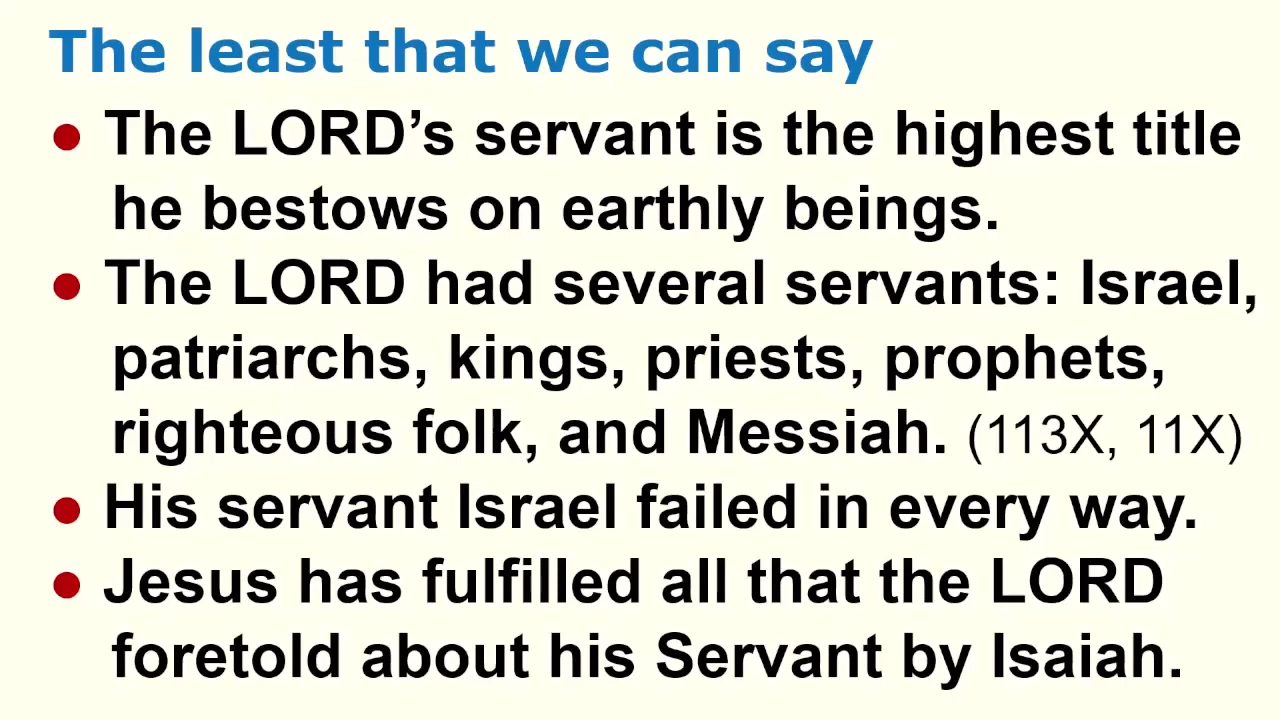 The least that we can say
● The LORD’s servant is the highest title
he bestows on earthly beings.
● The LORD had several servants: Israel,
patriarchs, kings, priests, prophets,
righteous folk, and Messiah. (113X, 11X)
● His servant Israel failed in every way.
● Jesus has fulfilled all that the LORD
foretold about his Servant by Isaiah.